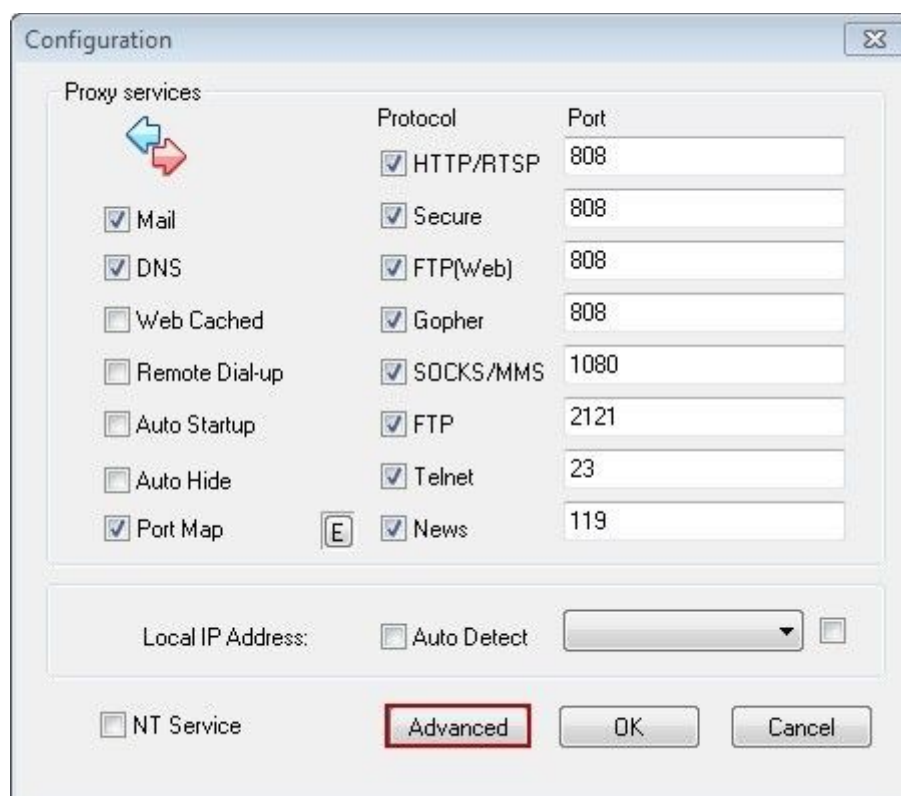 Configuration
Proxy services
Protocol Port
HTTP/RTSP 808
Mail Secure 808
DNS FTP(Web) 808
Web Cached Gopher 808
Remote Dial-up SOCKS/MMS 1080
Auto Startup FTP 2121
Auto Hide Telnet 23
Port Map E News 119
Local IP Address: Auto Detect
NT Service Advanced OK Cancel